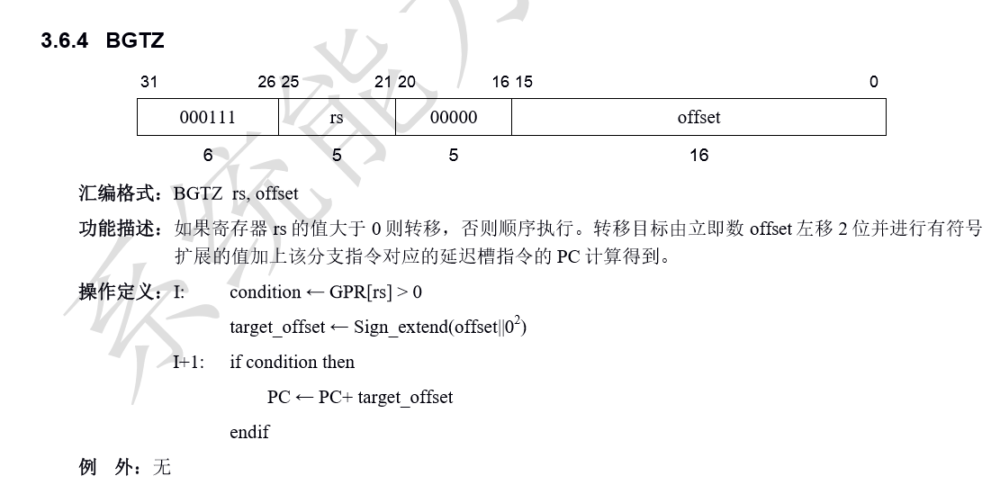 3.6.4 BGTZ
31 26 25 21 20 16 15 0
000111 rs 00000 offset
6 5 5 16
汇编格式：BGTZ rs, offset
功能描述：如果寄存器 rs 的值大于 0 则转移，否则顺序执行。转移目标由立即数 offset 左移 2 位并进行有符号
扩展的值加上该分支指令对应的延迟槽指令的 PC 计算得到。
操作定义：I: condition ← GPR[rs] > 0
target_offset ← Sign_extend(offset||0²)
I+1: if condition then
PC ← PC+ target_offset
endif
例 外：无
系统能力